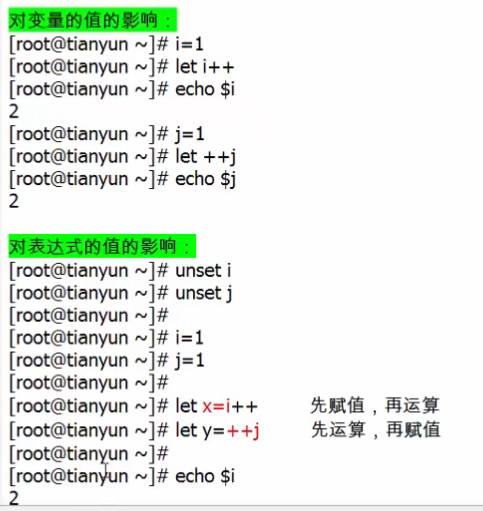 对变量的值的影响：
[root@tianyun ~]# i=1
[root@tianyun ~]# let i++
[root@tianyun ~]# echo $i
2
[root@tianyun ~]# j=1
[root@tianyun ~]# let ++j
[root@tianyun ~]# echo $j
2
对表达式的值的影响：
[root@tianyun ~]# unset i
[root@tianyun ~]# unset j
[root@tianyun ~]#
[root@tianyun ~]# i=1
[root@tianyun ~]# j=1
[root@tianyun ~]#
[root@tianyun ~]# let x=i++ 先赋值，再运算
[root@tianyun ~]# let y=++j 先运算，再赋值
[root@tianyun ~]#
[root@tianyun ~]# echo $i
2